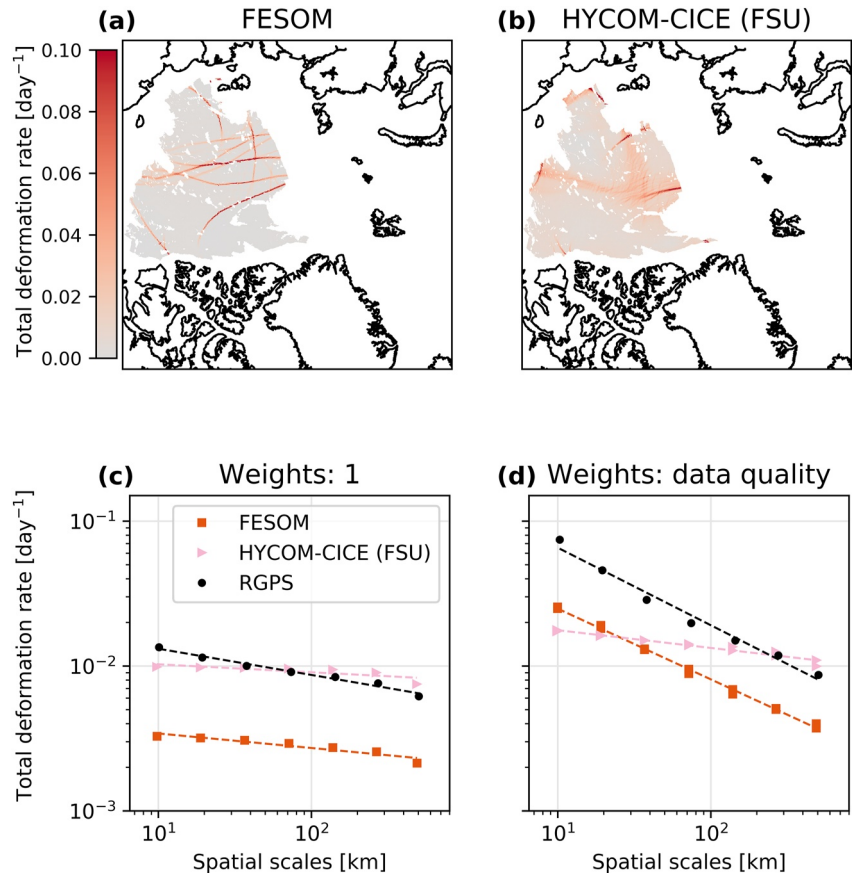 (a) FESOM
(b) HYCOM-CICE (FSU)
Total deformation rate [day⁻¹]
0.10
0.08
0.06
0.04
0.02
0.00
(c) Weights: 1
(d) Weights: data quality
Total deformation rate [day⁻¹]
10⁻¹
10⁻²
10⁻³
FESOM
HYCOM-CICE (FSU)
RGPS
10¹ 10²
Spatial scales [km]
10¹ 10²
Spatial scales [km]